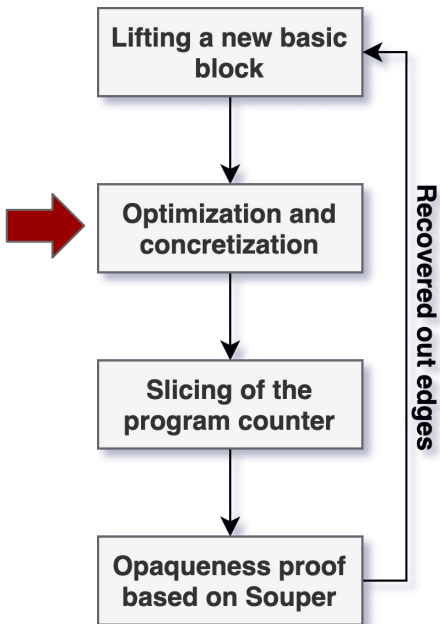 Lifting a new basic
block
Optimization and
concretization
Slicing of the
program counter
Opaqueness proof
based on Souper
Recovered out edges